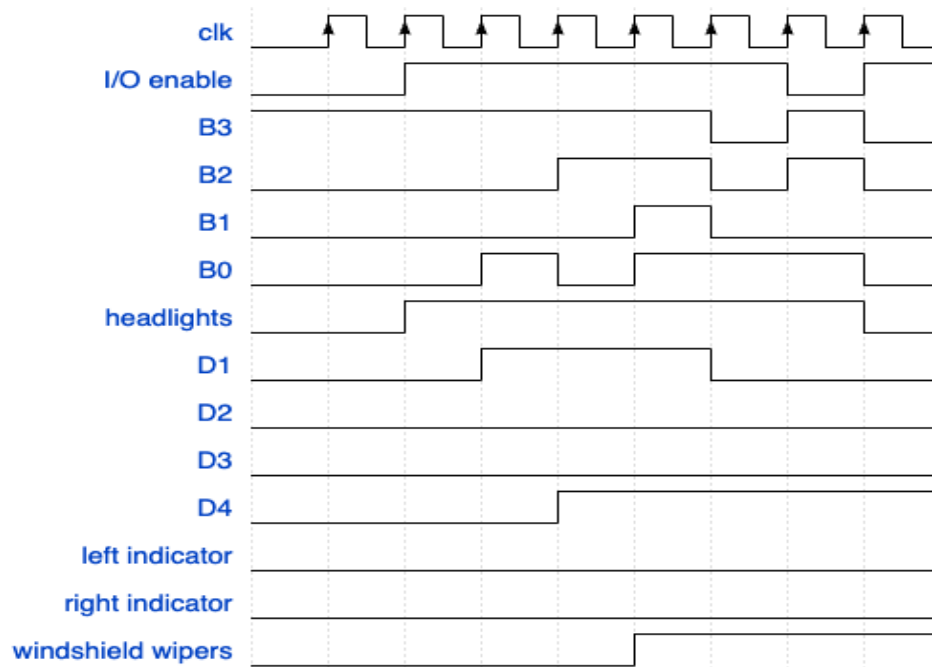 clk
I/O enable
B3
B2
B1
B0
headlights
D1
D2
D3
D4
left indicator
right indicator
windshield wipers